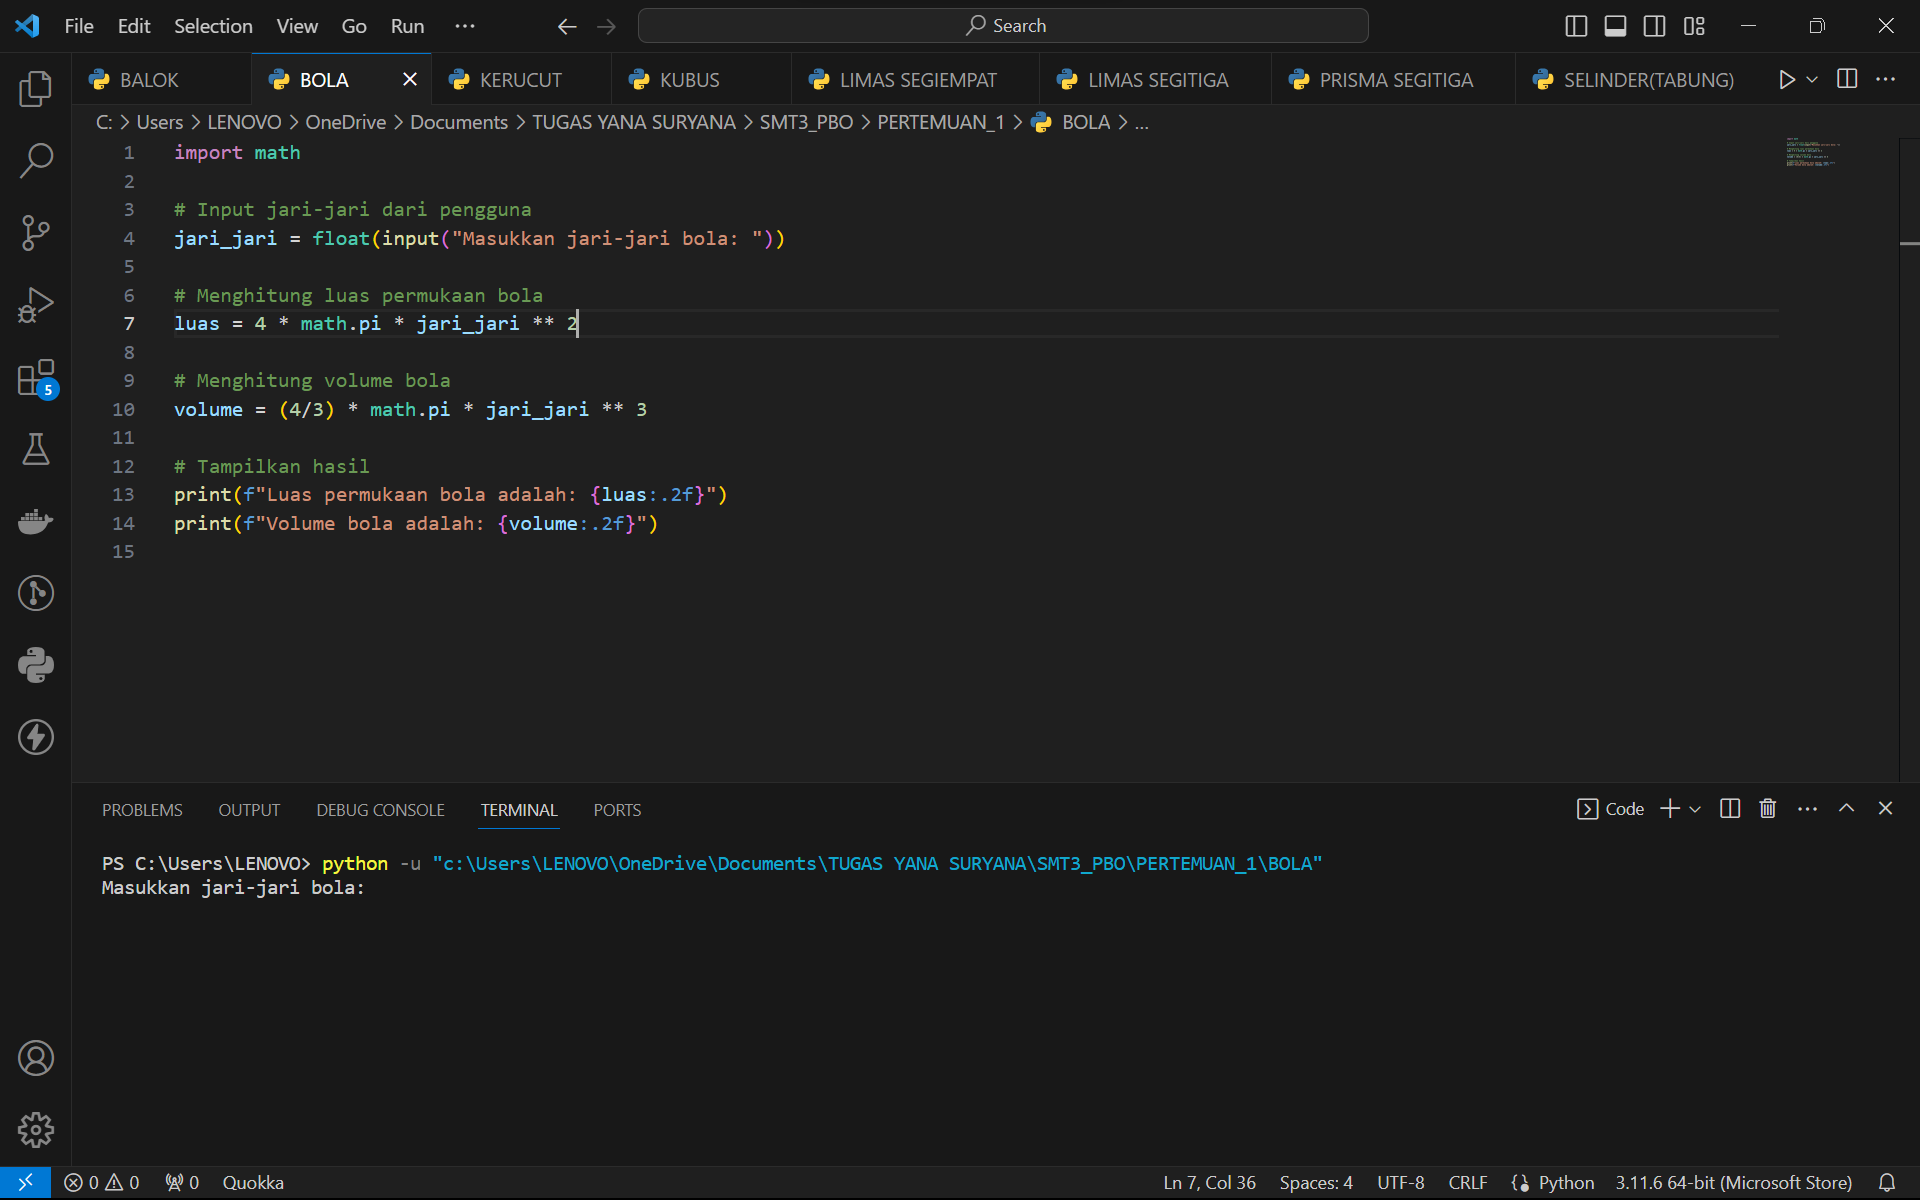 File Edit Selection View Go Run ··· Search
BALOK BOLA KERUCUT KUBUS LIMAS SEGIEMPAT LIMAS SEGITIGA PRISMA SEGITIGA SELINDER(TABUNG)
C: > Users > LENOVO > OneDrive > Documents > TUGAS YANA SURYANA > SMT3_PBO > PERTEMUAN_1 > BOLA > ...
1 import math
2
3 # Input jari-jari dari pengguna
4 jari_jari = float(input("Masukkan jari-jari bola: "))
5
6 # Menghitung luas permukaan bola
7 luas = 4 * math.pi * jari_jari ** 2
8
9 # Menghitung volume bola
10 volume = (4/3) * math.pi * jari_jari ** 3
11
12 # Tampilkan hasil
13 print(f"Luas permukaan bola adalah: {luas:.2f}")
14 print(f"Volume bola adalah: {volume:.2f}")
15
5
PROBLEMS OUTPUT DEBUG CONSOLE TERMINAL PORTS Code
PS C:\Users\LENOVO> python -u "c:\Users\LENOVO\OneDrive\Documents\TUGAS YANA SURYANA\SMT3_PBO\PERTEMUAN_1\BOLA"
Masukkan jari-jari bola:
0 0 0 Quokka Ln 7, Col 36 Spaces: 4 UTF-8 CRLF Python 3.11.6 64-bit (Microsoft Store)